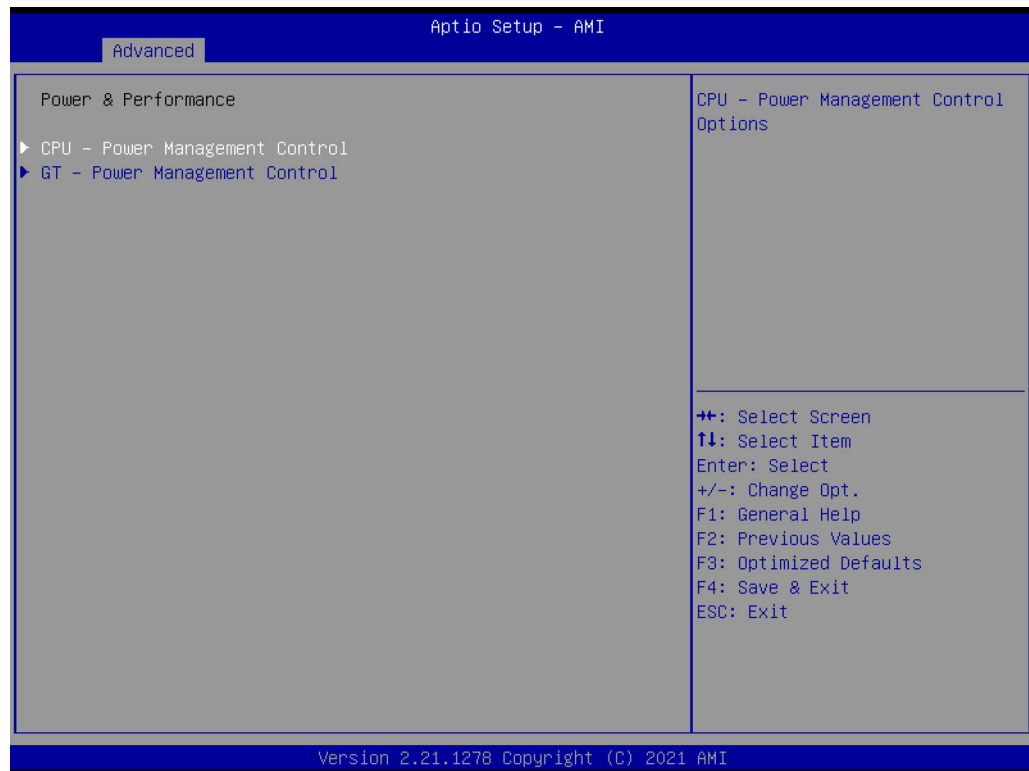 Aptio Setup – AMI
Advanced
Power & Performance
▶ CPU – Power Management Control
▶ GT – Power Management Control
CPU – Power Management Control
Options
→←: Select Screen
↑↓: Select Item
Enter: Select
+/-: Change Opt.
F1: General Help
F2: Previous Values
F3: Optimized Defaults
F4: Save & Exit
ESC: Exit
Version 2.21.1278 Copyright (C) 2021 AMI